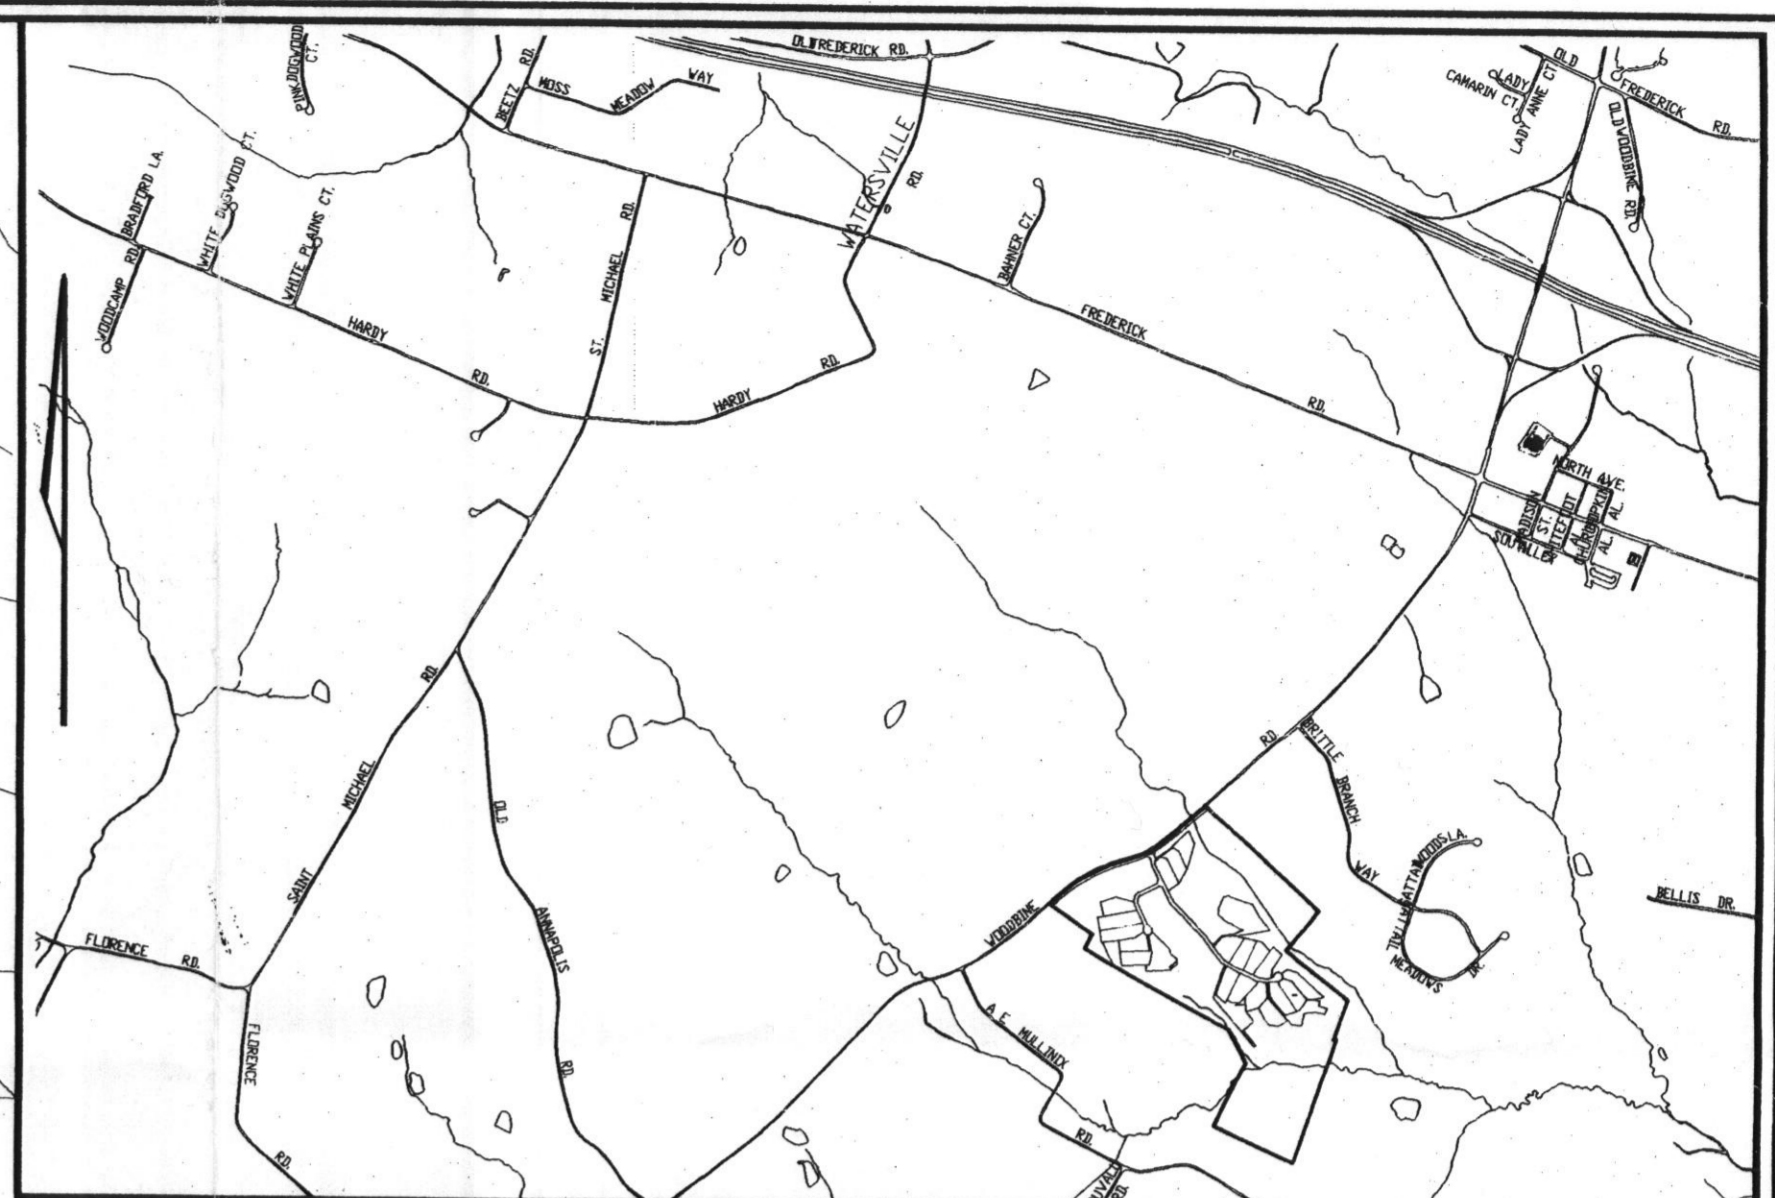 PINK DOGWOOD CT.
BEETZ RD.
MOSS MEADOW WAY
OLD FREDERICK RD.
WATERSVILLE RD.
CAMARIN CT.
LADY
LADY ANNE CT.
OLD FREDERICK RD.
OLD WOODBINE RD.
BRADFORD LA.
WOODCAMP RD.
WHITE DOGWOOD CT.
WHITE PLAINS CT.
HARDY RD.
ST. MICHAEL RD.
HARDY RD.
BAHNER CT.
FREDERICK RD.
NORTH AVE.
ST.
AL.
AL.
SAINT MICHAEL RD.
OLD ANNAPOLIS RD.
FLORENCE RD.
FLORENCE RD.
WOODBINE RD.
BRITTLE BRANCH WAY
WOODS LA.
MEADOWS DR.
BELLIS DR.
A.E. MULLINIX RD.
RD.